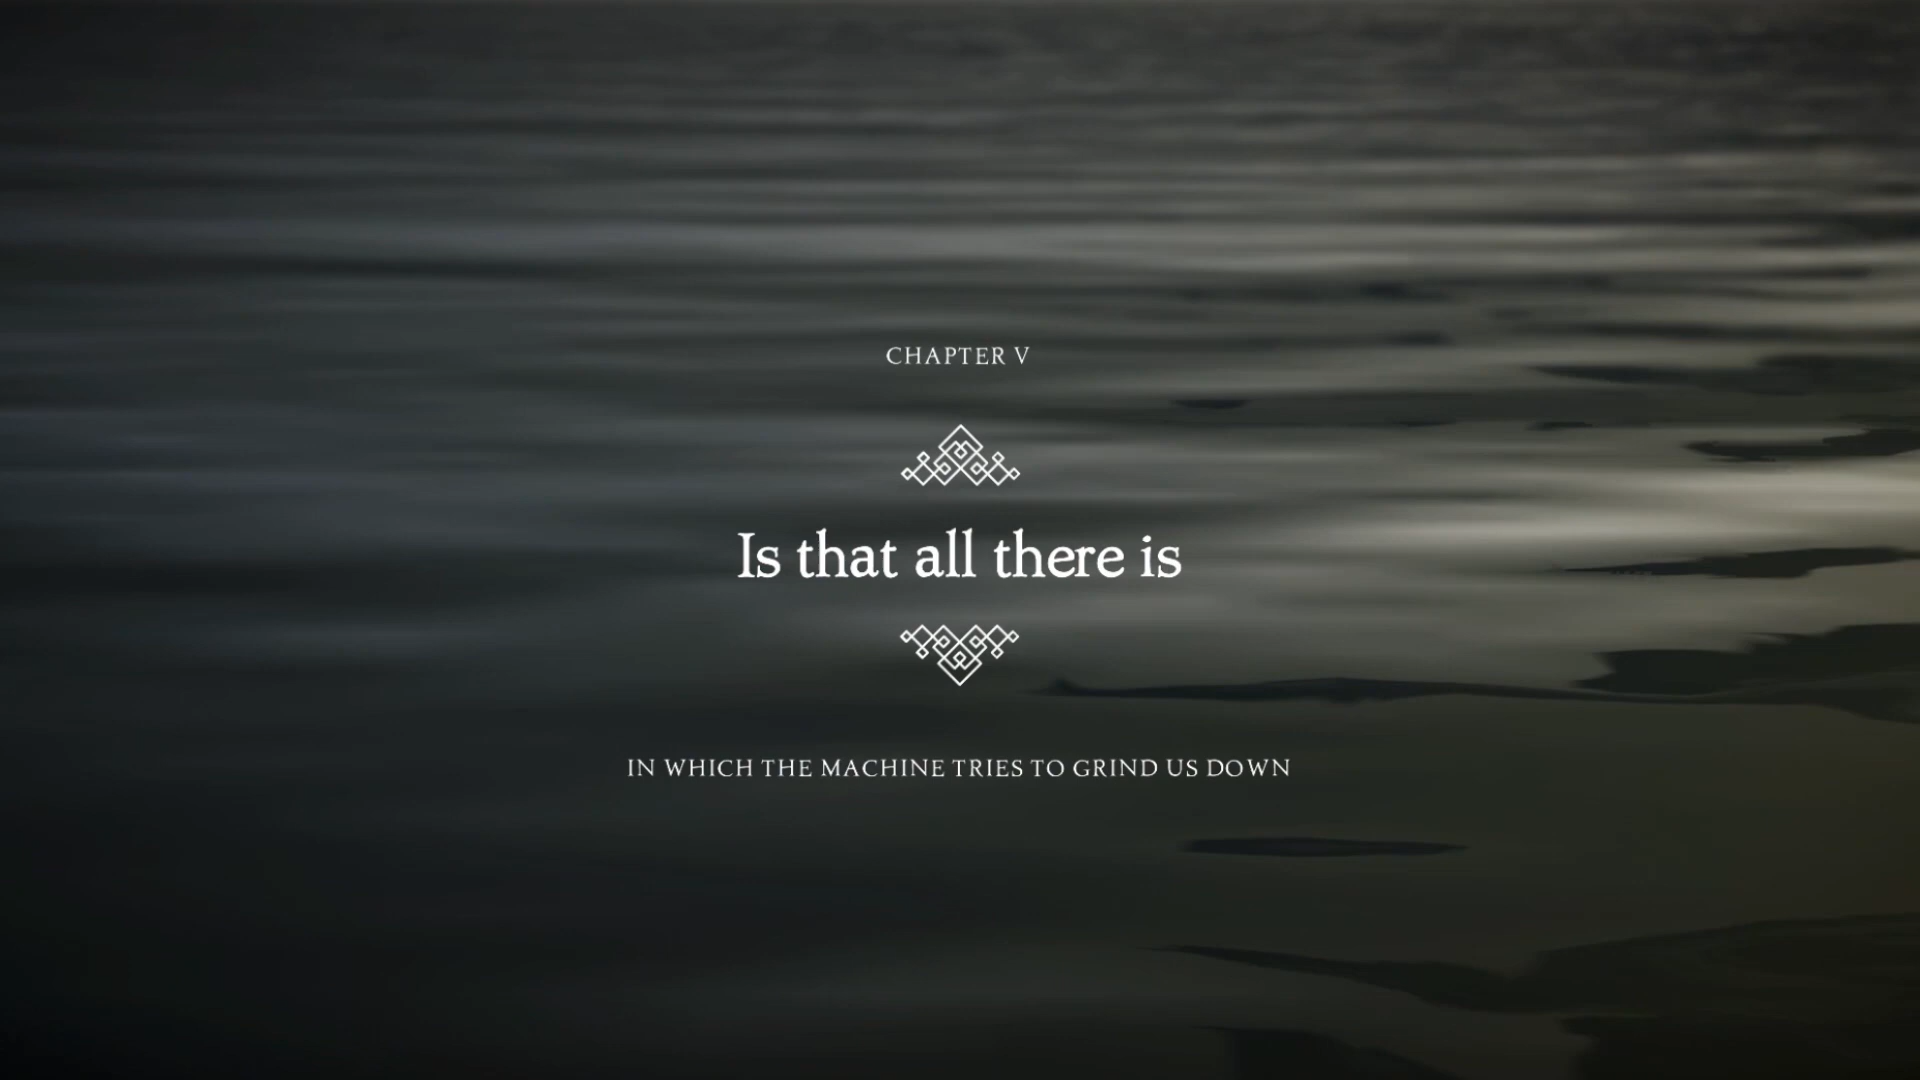 CHAPTER V
Is that all there is
IN WHICH THE MACHINE TRIES TO GRIND US DOWN